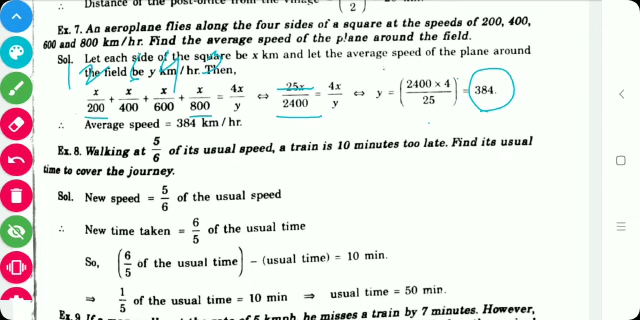 ∴ Distance of the post-office from the village = ( 2 )
Ex. 7. An aeroplane flies along the four sides of a square at the speeds of 200, 400,
600 and 800 km/hr. Find the average speed of the plane around the field.
Sol. Let each side of the square be x km and let the average speed of the plane around
the field be y km/hr. Then,
x/200 + x/400 + x/600 + x/800 = 4x/y ⇔ 25x/2400 = 4x/y ⇔ y = (2400 × 4/25) = 384.
∴ Average speed = 384 km/hr.
Ex. 8. Walking at 5/6 of its usual speed, a train is 10 minutes too late. Find its usual
time to cover the journey.
Sol. New speed = 5/6 of the usual speed
∴ New time taken = 6/5 of the usual time
So, (6/5 of the usual time) – (usual time) = 10 min.
⇒ 1/5 of the usual time = 10 min ⇒ usual time = 50 min.
Ex. 9. If a man of 5 kmph, he misses a train by 7 minutes. However,